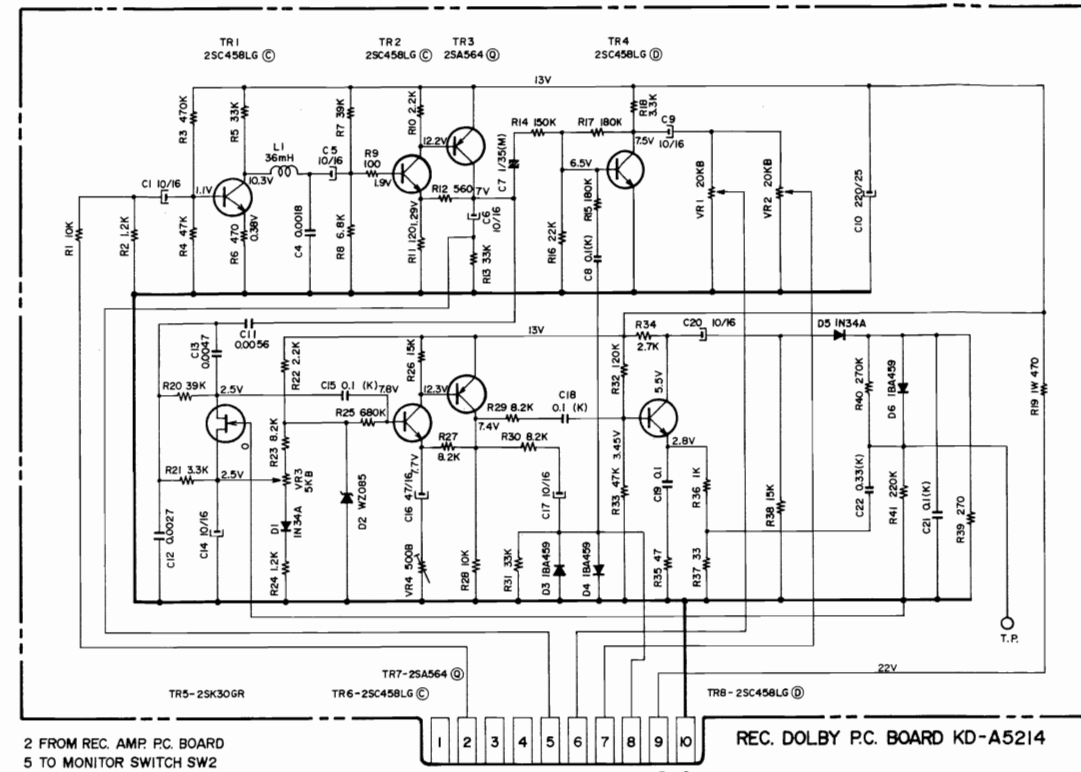 TR1
2SC458LG Ⓒ
TR2
2SC458LG Ⓒ
TR3
2SA564 Ⓠ
TR4
2SC458LG Ⓓ
13V
R3 470K
R5 33K
R7 39K
R10 2.2K
R18 3.3K
L1
36mH
C5
10/16
R9
100
12.2V
R14 150K
R17 180K
C9
10/16
7.5V
C1 10/16
1.1V
10.3V
1.9V
R12 560
7V
C7 1/35(M)
6.5V
R15 180K
VR1 20KB
VR2 20KB
C10 220/25
R1 10K
R2 1.2K
R4 47K
R6 470
0.38V
C4 0.0018
R8 6.8K
R11 120
1.29V
C6
10/16
R13 33K
R16 22K
C8 0.1(K)
C11
0.0056
13V
R34
2.7K
C20 10/16
D5 IN34A
C13
0.0047
R22 2.2K
R26 15K
R32 120K
R20 39K
2.5V
C15 0.1 (K)
7.8V
12.3V
C18
0.1 (K)
5.5V
R40 270K
D6 1BA459
R19 1W 470
R25 680K
R29 8.2K
7.4V
R23 8.2K
R27
8.2K
R30 8.2K
3.45V
2.8V
R21 3.3K
2.5V
VR3
5KB
7.7V
C16 47/16
C17 10/16
R33 47K
C19 0.1
R36 1K
R38 15K
C22 0.33(K)
R41 220K
C21 0.1(K)
R39 270
C12 0.0027
C14 10/16
D1
IN34A
R24 1.2K
D2 WZ085
VR4 500B
R28 10K
R31 33K
D3 1BA459
D4 1BA459
R35 47
R37 33
T.P.
22V
TR7-2SA564 Ⓠ
TR5-2SK30GR
TR6-2SC458LG Ⓒ
TR8-2SC458LG Ⓓ
1 2 3 4 5 6 7 8 9 10
REC. DOLBY P.C. BOARD KD-A5214
2 FROM REC. AMP. P.C. BOARD
5 TO MONITOR SWITCH SW2